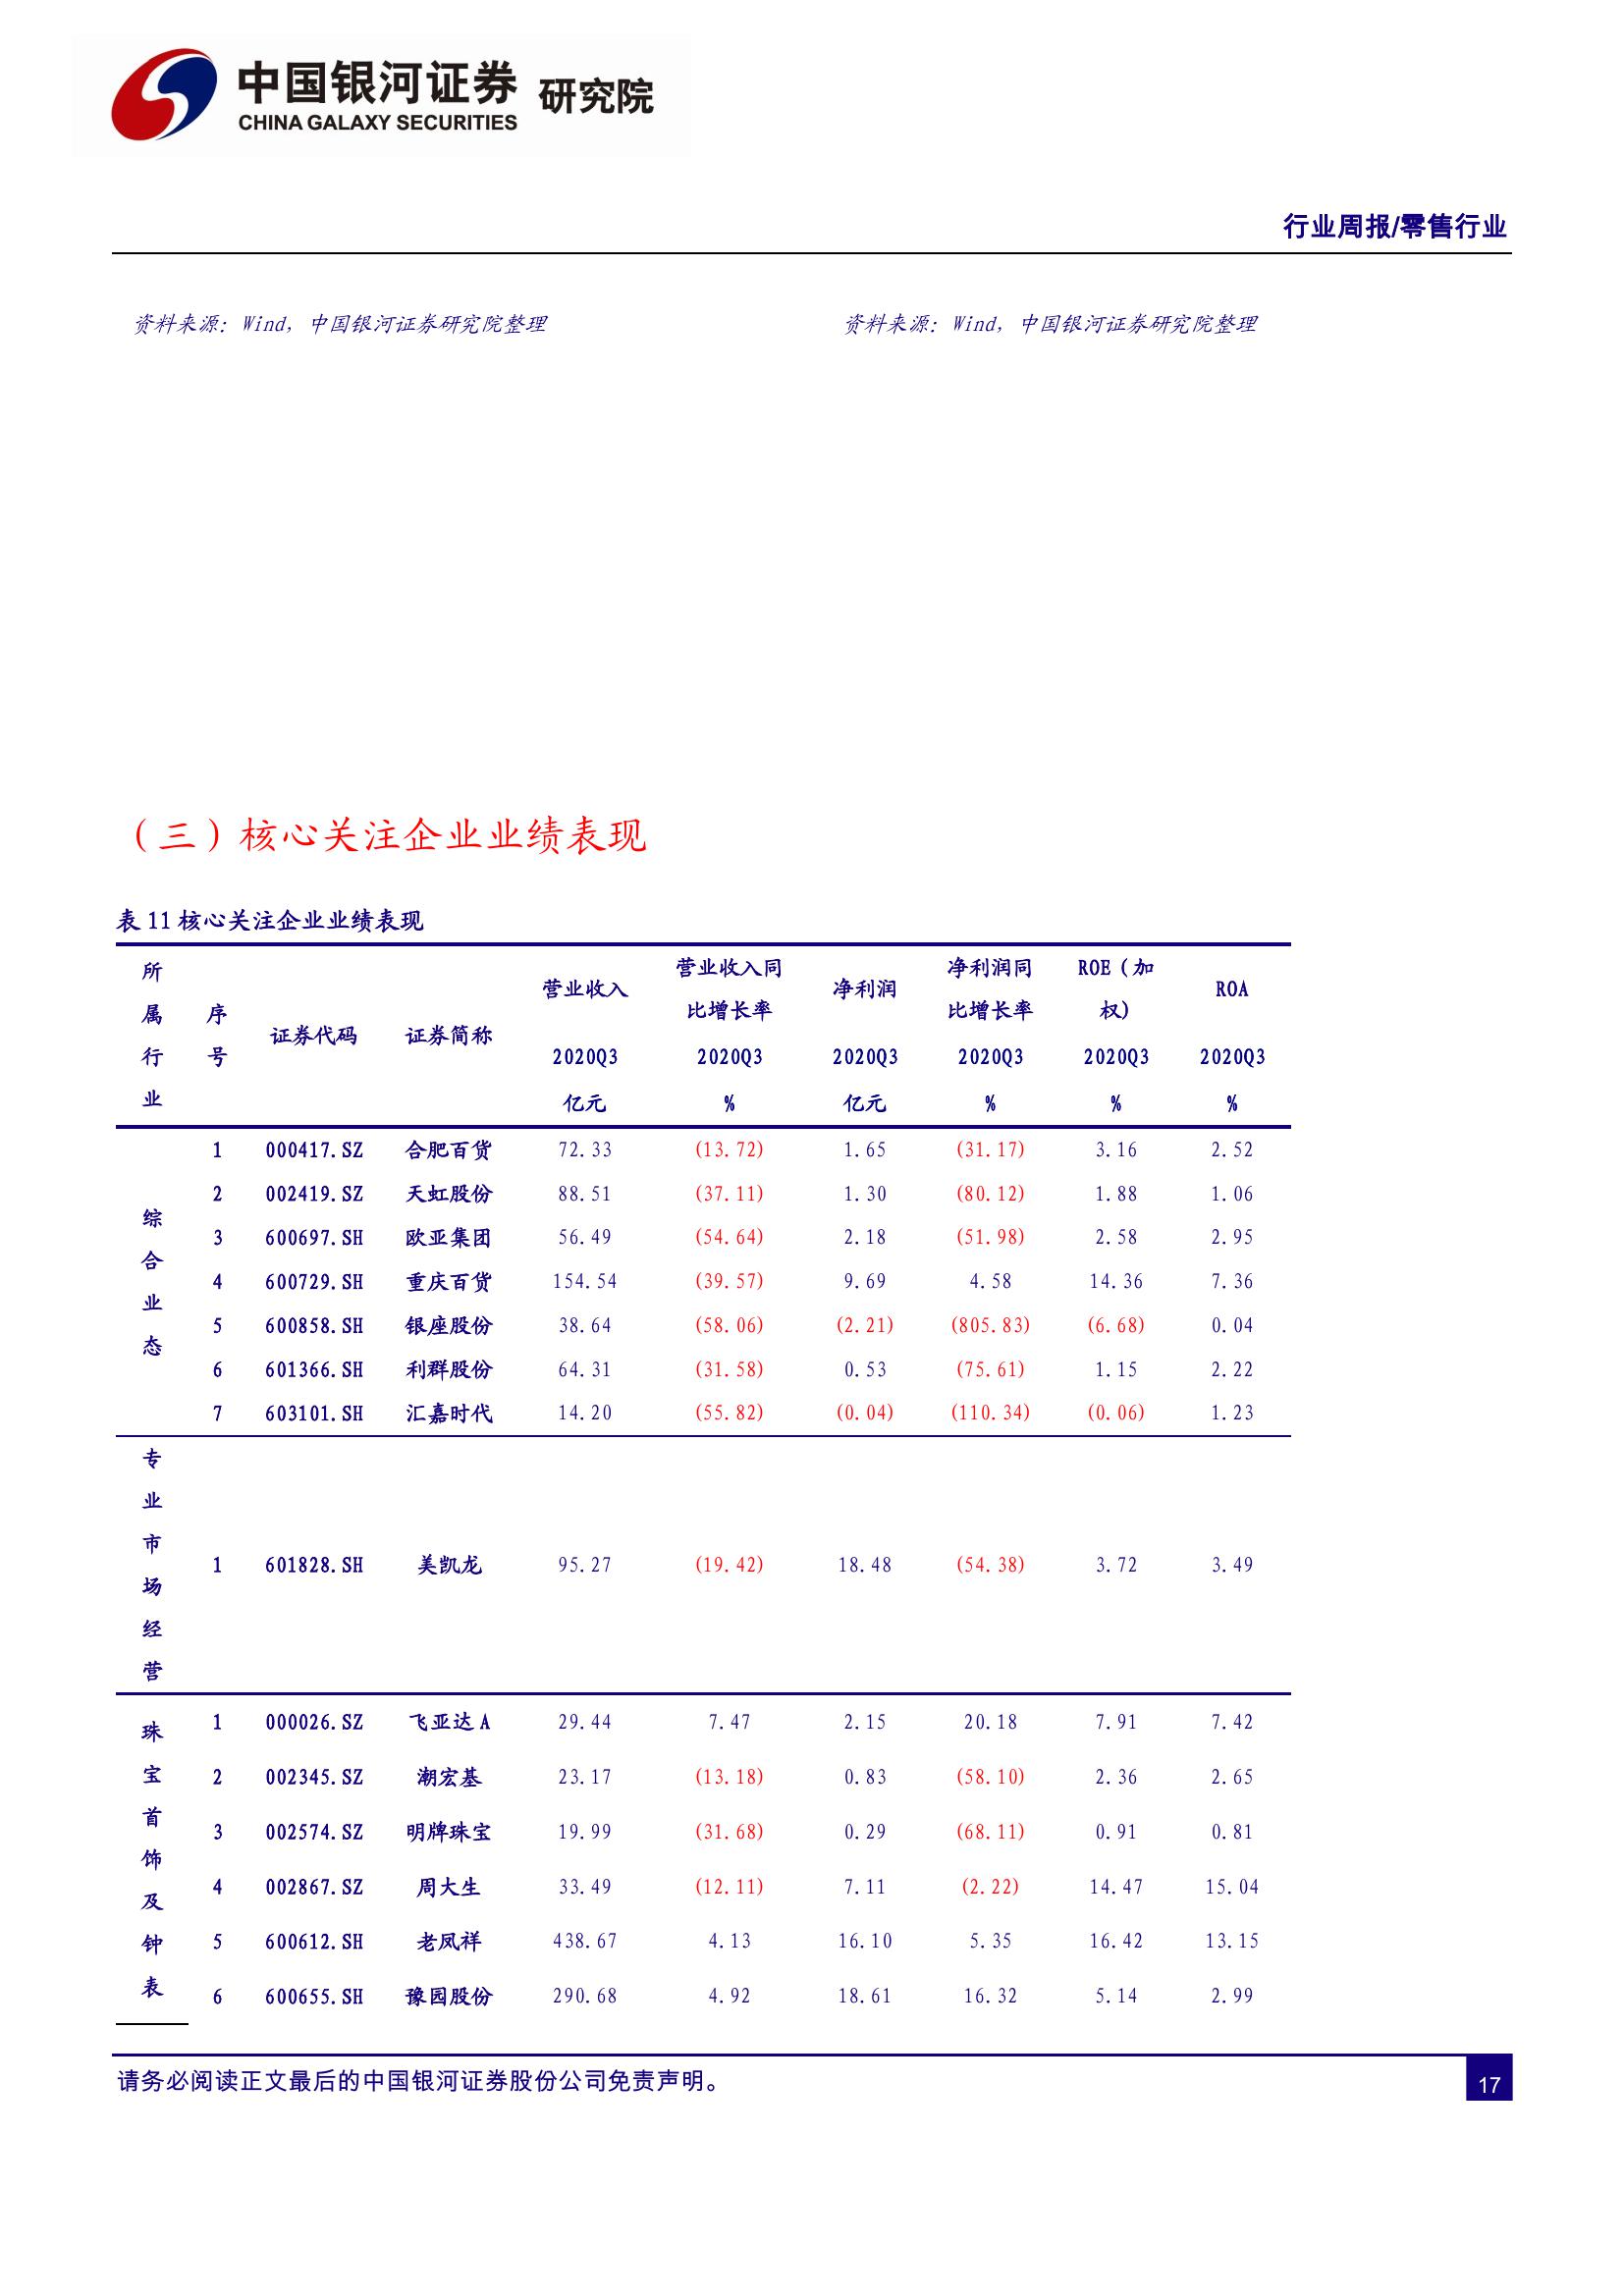 中国银河证券 研究院
CHINA GALAXY SECURITIES
行业周报/零售行业
资料来源：Wind，中国银河证券研究院整理 资料来源：Wind，中国银河证券研究院整理
（三）核心关注企业业绩表现
表 11 核心关注企业业绩表现
所属行业 序号 证券代码 证券简称 营业收入 营业收入同比增长率 净利润 净利润同比增长率 ROE（加权） ROA
2020Q3 2020Q3 2020Q3 2020Q3 2020Q3 2020Q3
亿元 % 亿元 % % %
综合业态
1 000417.SZ 合肥百货 72.33 (13.72) 1.65 (31.17) 3.16 2.52
2 002419.SZ 天虹股份 88.51 (37.11) 1.30 (80.12) 1.88 1.06
3 600697.SH 欧亚集团 56.49 (54.64) 2.18 (51.98) 2.58 2.95
4 600729.SH 重庆百货 154.54 (39.57) 9.69 4.58 14.36 7.36
5 600858.SH 银座股份 38.64 (58.06) (2.21) (805.83) (6.68) 0.04
6 601366.SH 利群股份 64.31 (31.58) 0.53 (75.61) 1.15 2.22
7 603101.SH 汇嘉时代 14.20 (55.82) (0.04) (110.34) (0.06) 1.23
专业市场经营
1 601828.SH 美凯龙 95.27 (19.42) 18.48 (54.38) 3.72 3.49
珠宝首饰及钟表
1 000026.SZ 飞亚达 A 29.44 7.47 2.15 20.18 7.91 7.42
2 002345.SZ 潮宏基 23.17 (13.18) 0.83 (58.10) 2.36 2.65
3 002574.SZ 明牌珠宝 19.99 (31.68) 0.29 (68.11) 0.91 0.81
4 002867.SZ 周大生 33.49 (12.11) 7.11 (2.22) 14.47 15.04
5 600612.SH 老凤祥 438.67 4.13 16.10 5.35 16.42 13.15
6 600655.SH 豫园股份 290.68 4.92 18.61 16.32 5.14 2.99
请务必阅读正文最后的中国银河证券股份公司免责声明。
17